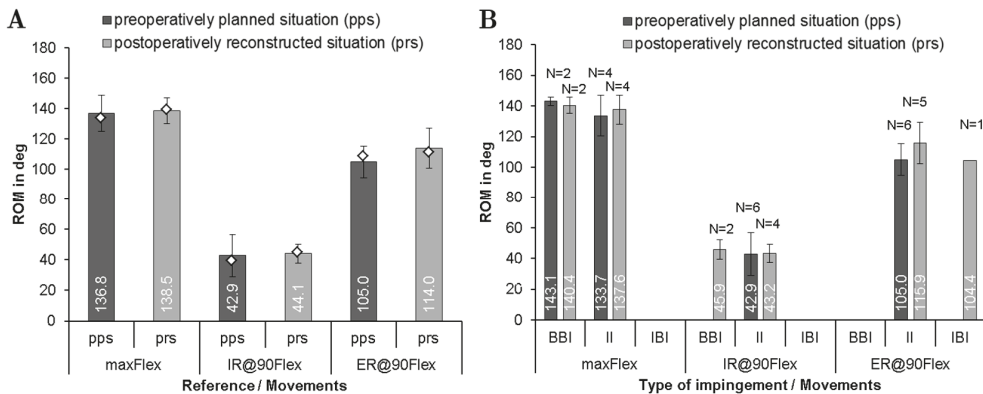 A
preoperatively planned situation (pps)
postoperatively reconstructed situation (prs)
ROM in deg
180
160
140
120
100
80
60
40
20
0
136.8
138.5
42.9
44.1
105.0
114.0
pps prs pps prs pps prs
maxFlex IR@90Flex ER@90Flex
Reference / Movements
B
preoperatively planned situation (pps)
postoperatively reconstructed situation (prs)
ROM in deg
180
160
140
120
100
80
60
40
20
0
N=2
N=2
N=4
N=4
N=2
N=6
N=4
N=6
N=5
N=1
143.1
140.4
133.7
137.6
45.9
42.9
43.2
105.0
115.9
104.4
BBI II IBI BBI II IBI BBI II IBI
maxFlex IR@90Flex ER@90Flex
Type of impingement / Movements